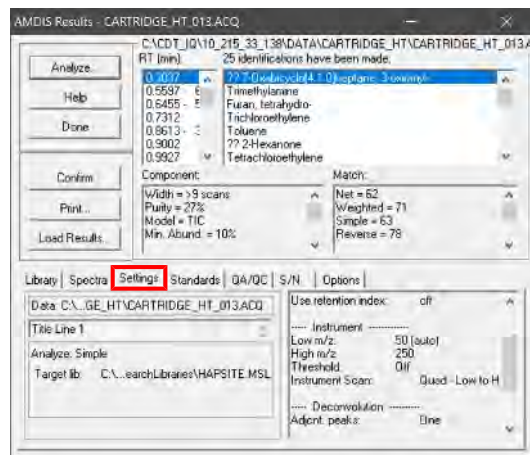 AMDIS Results - CARTRIDGE_HT_013.ACQ
C:\CDT_IQ\10_215_33_138\DATA\CARTRIDGE_HT\CARTRIDGE_HT_013.A
RT (min)
25 identifications have been made.
Analyze
Help
Done
0.3037 ?? 7-Oxabicyclo[4.1.0]heptane, 3-oxiranyl-
0.5597 - Trimethylamine
0.6455 - Furan, tetrahydro-
0.7312 Trichloroethylene
0.8613 - Toluene
0.9002 ?? 2-Hexanone
0.9927 Tetrachloroethylene
Confirm
Print...
Load Results..
Component:
Width = >9 scans
Purity = 27%
Model = TIC
Min. Abund. = 10%
Match:
Net = 62
Weighted = 71
Simple = 63
Reverse = 78
Library Spectra Settings Standards QA/QC S/N Options
Data: C:\...GE_HT\CARTRIDGE_HT_013.ACQ
Title Line 1
Analyze: Simple
Target lib: C:\...earchLibraries\HAPSITE.MSL
Use retention index: off
----- Instrument -------------
Low m/z: 50 (auto)
High m/z: 250
Threshold: Off
Instrument Scan: Quad - Low to H
----- Deconvolution ----------
Adjcnt. peaks: One